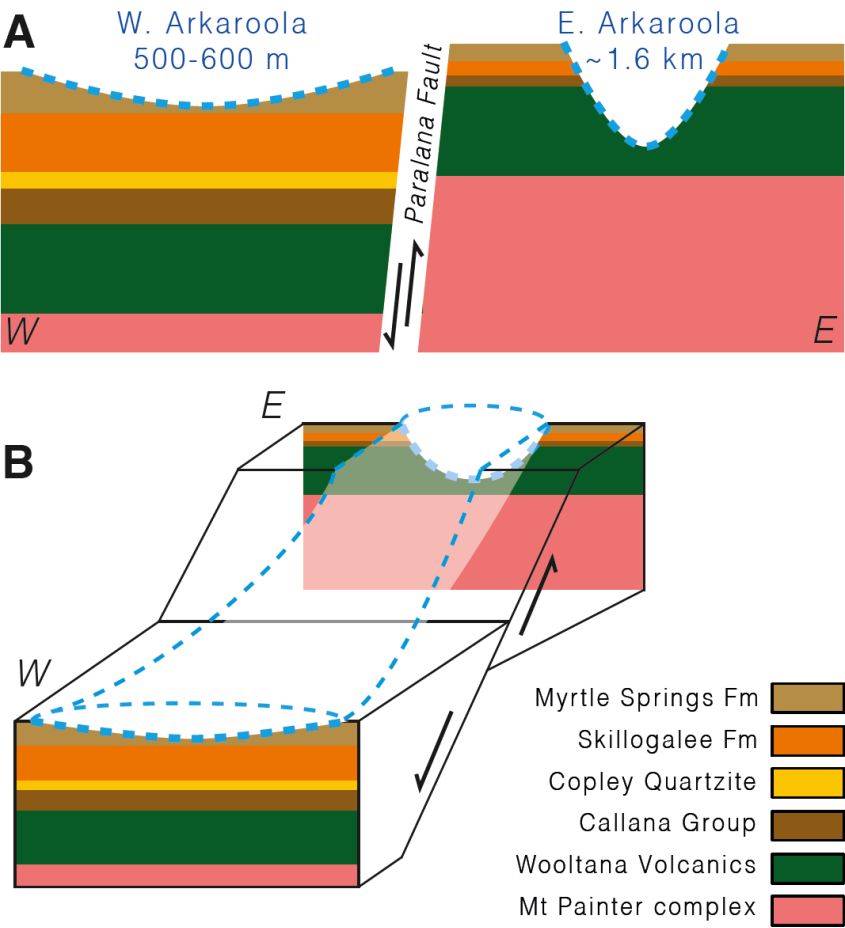 A
W. Arkaroola
500-600 m
E. Arkaroola
~1.6 km
Paralana Fault
W
E
B
E
W
Myrtle Springs Fm
Skillogalee Fm
Copley Quartzite
Callana Group
Wooltana Volcanics
Mt Painter complex